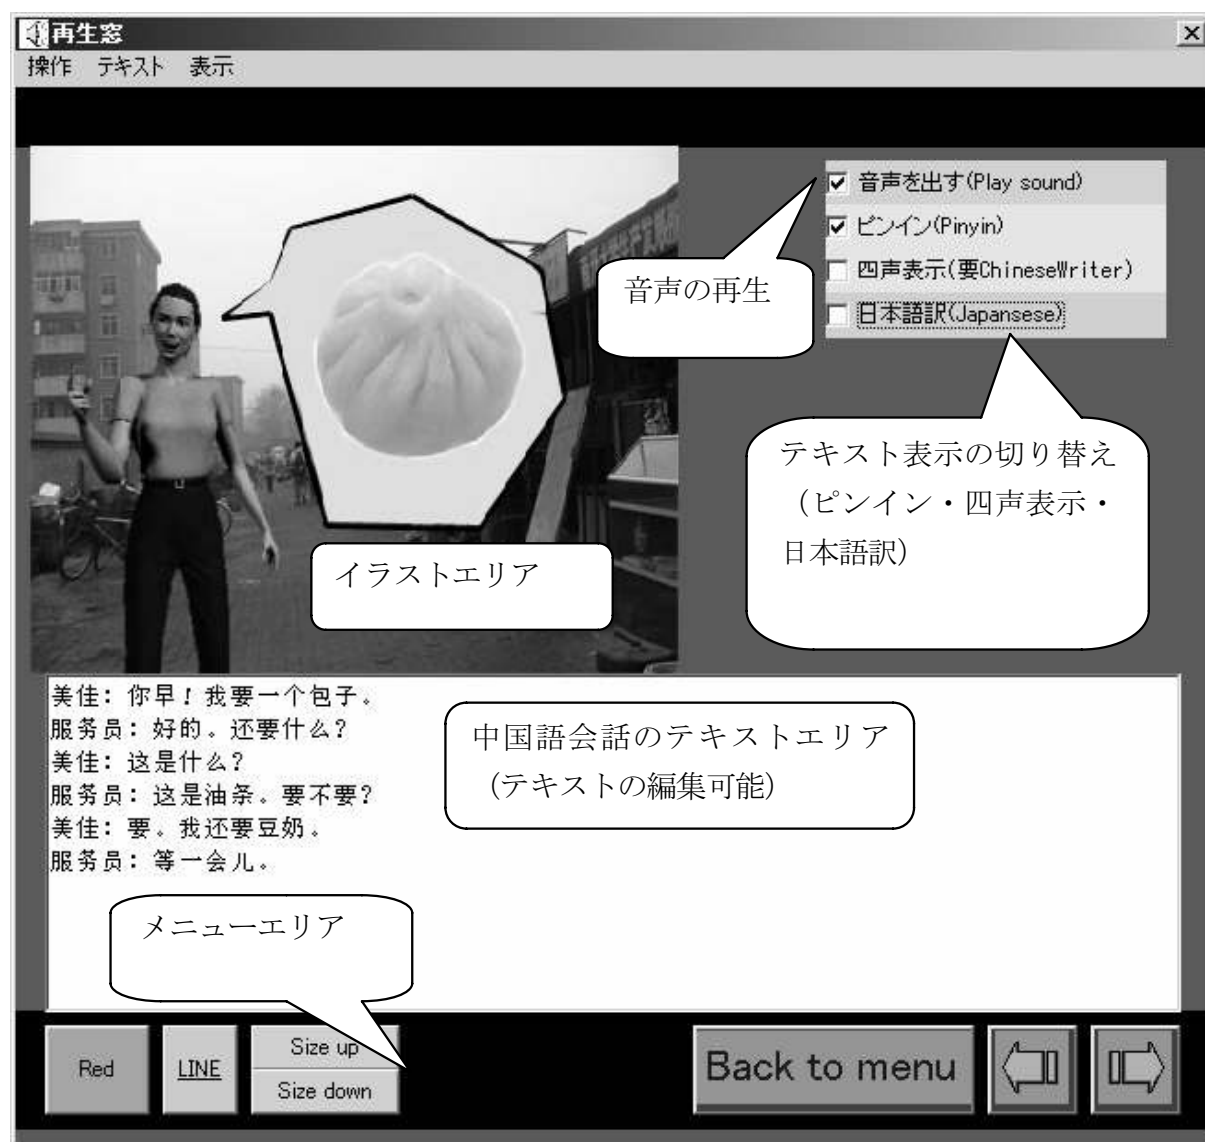 再生窓
操作 テキスト 表示
音声を出す(Play sound)
ピンイン(Pinyin)
四声表示(要ChineseWriter)
日本語訳(Japansese)
音声の再生
テキスト表示の切り替え
（ピンイン・四声表示・
日本語訳）
イラストエリア
美佳：你早！我要一个包子。
服务员：好的。还要什么？
美佳：这是什么？
服务员：这是油条。要不要？
美佳：要。我还要豆奶。
服务员：等一会儿。
中国語会話のテキストエリア
（テキストの編集可能）
メニューエリア
Red
LINE
Size up
Size down
Back to menu